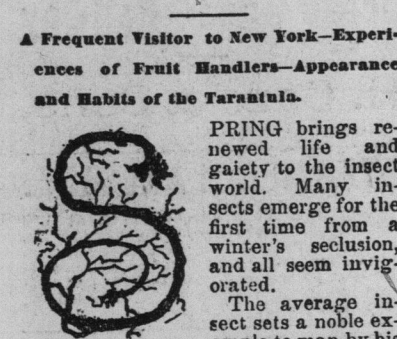 A Frequent Visitor to New York—Experi-
ences of Fruit Handlers—Appearance
and Habits of the Tarantula.
SPRING brings re-
newed life and
gaiety to the insect
world. Many in-
sects emerge for the
first time from a
winter's seclusion,
and all seem invig-
orated.
The average in-
sect sets a noble ex-